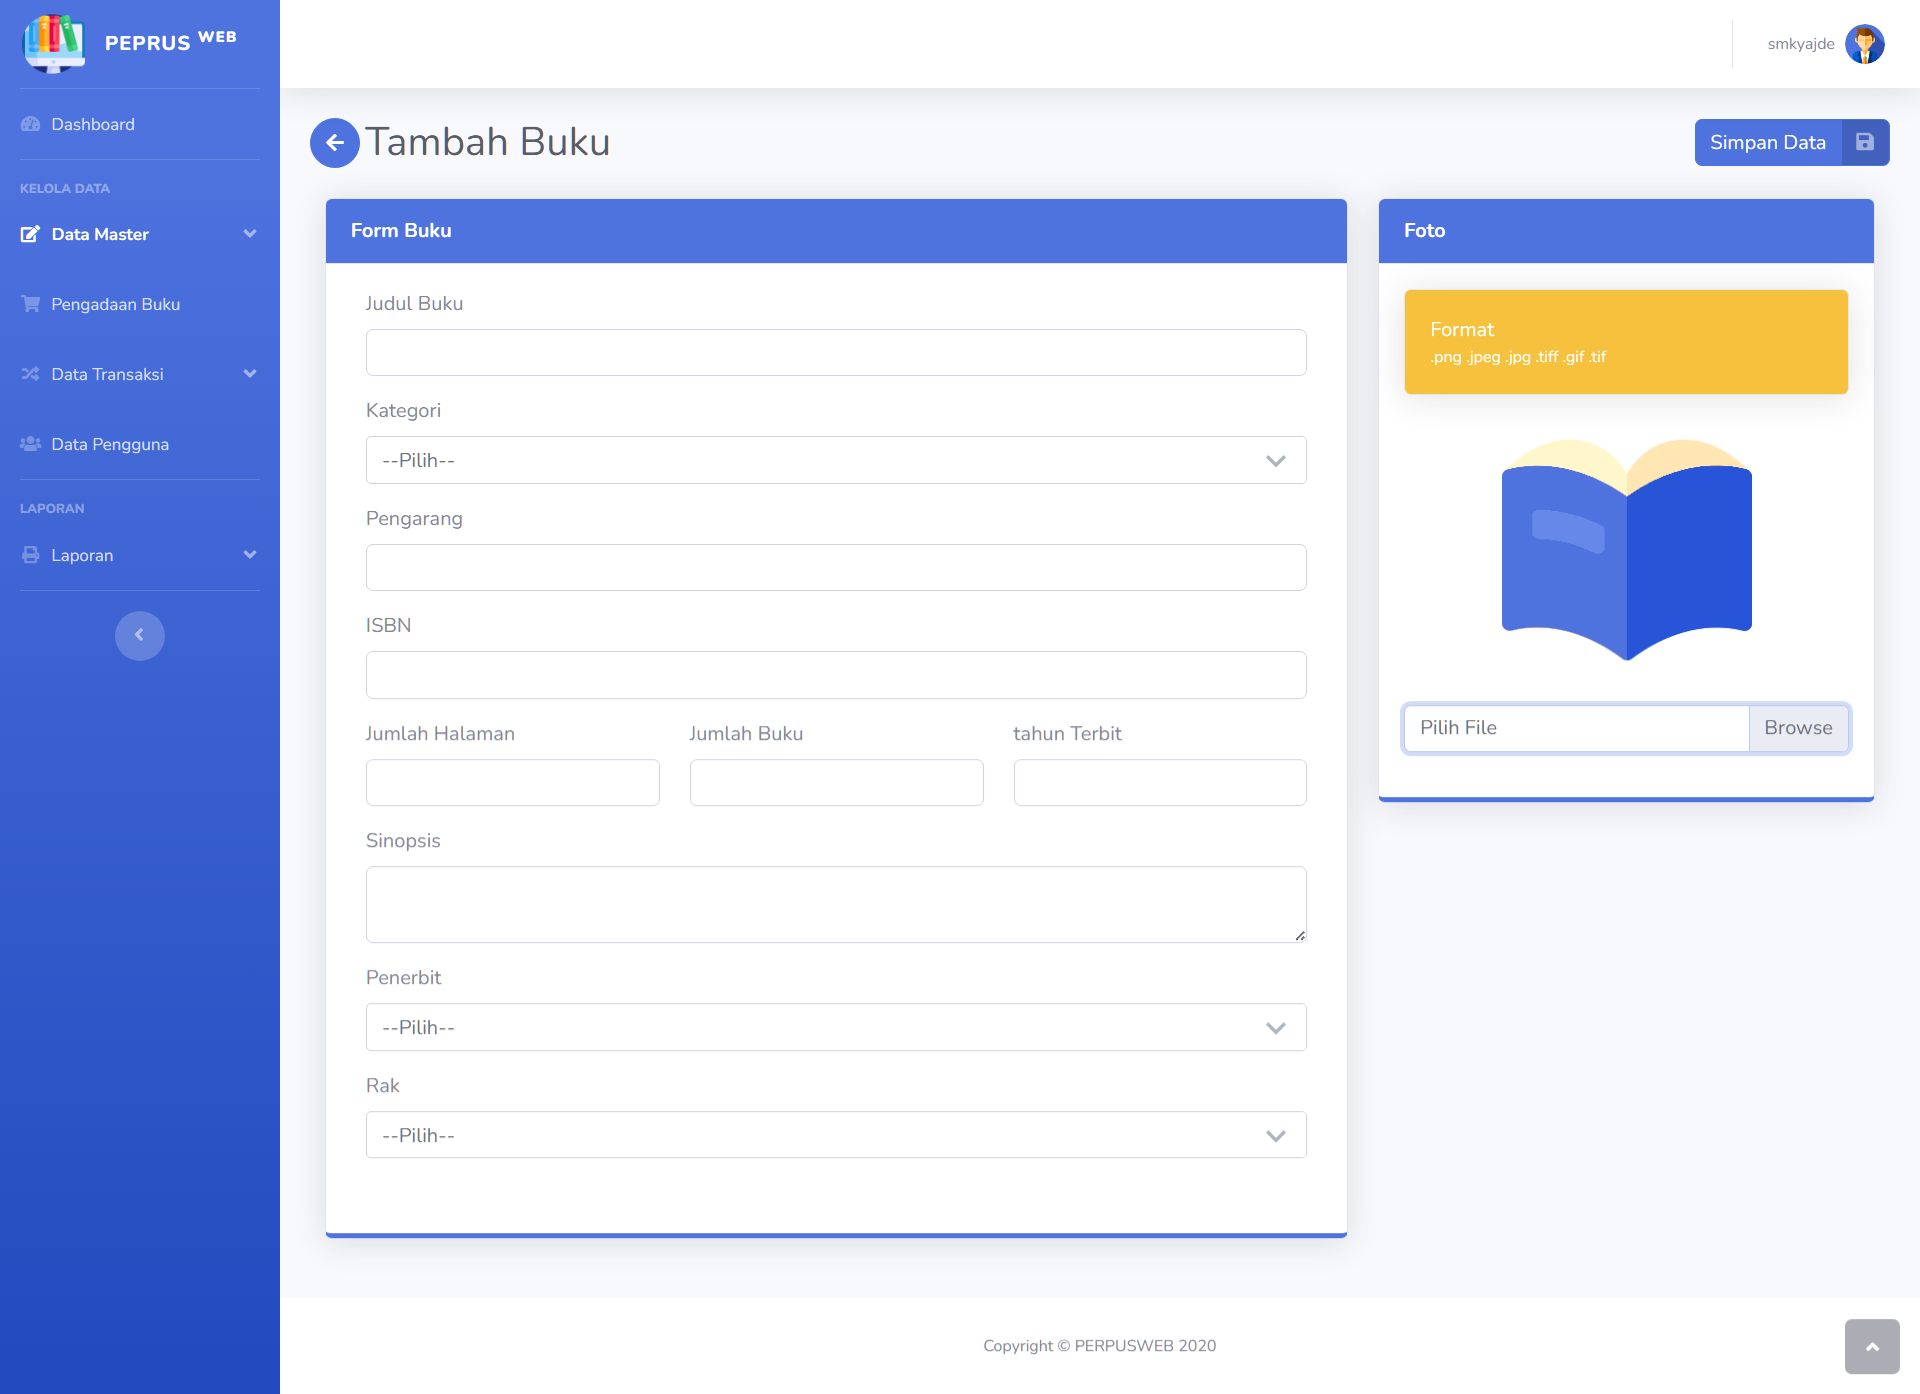 PEPRUS WEB
smkyajde
Dashboard
KELOLA DATA
Data Master
Pengadaan Buku
Data Transaksi
Data Pengguna
LAPORAN
Laporan
Tambah Buku
Simpan Data
Form Buku
Judul Buku
Kategori
--Pilih--
Pengarang
ISBN
Jumlah Halaman
Jumlah Buku
tahun Terbit
Sinopsis
Penerbit
--Pilih--
Rak
--Pilih--
Foto
Format
.png .jpeg .jpg .tiff .gif .tif
Pilih File
Browse
Copyright © PERPUSWEB 2020